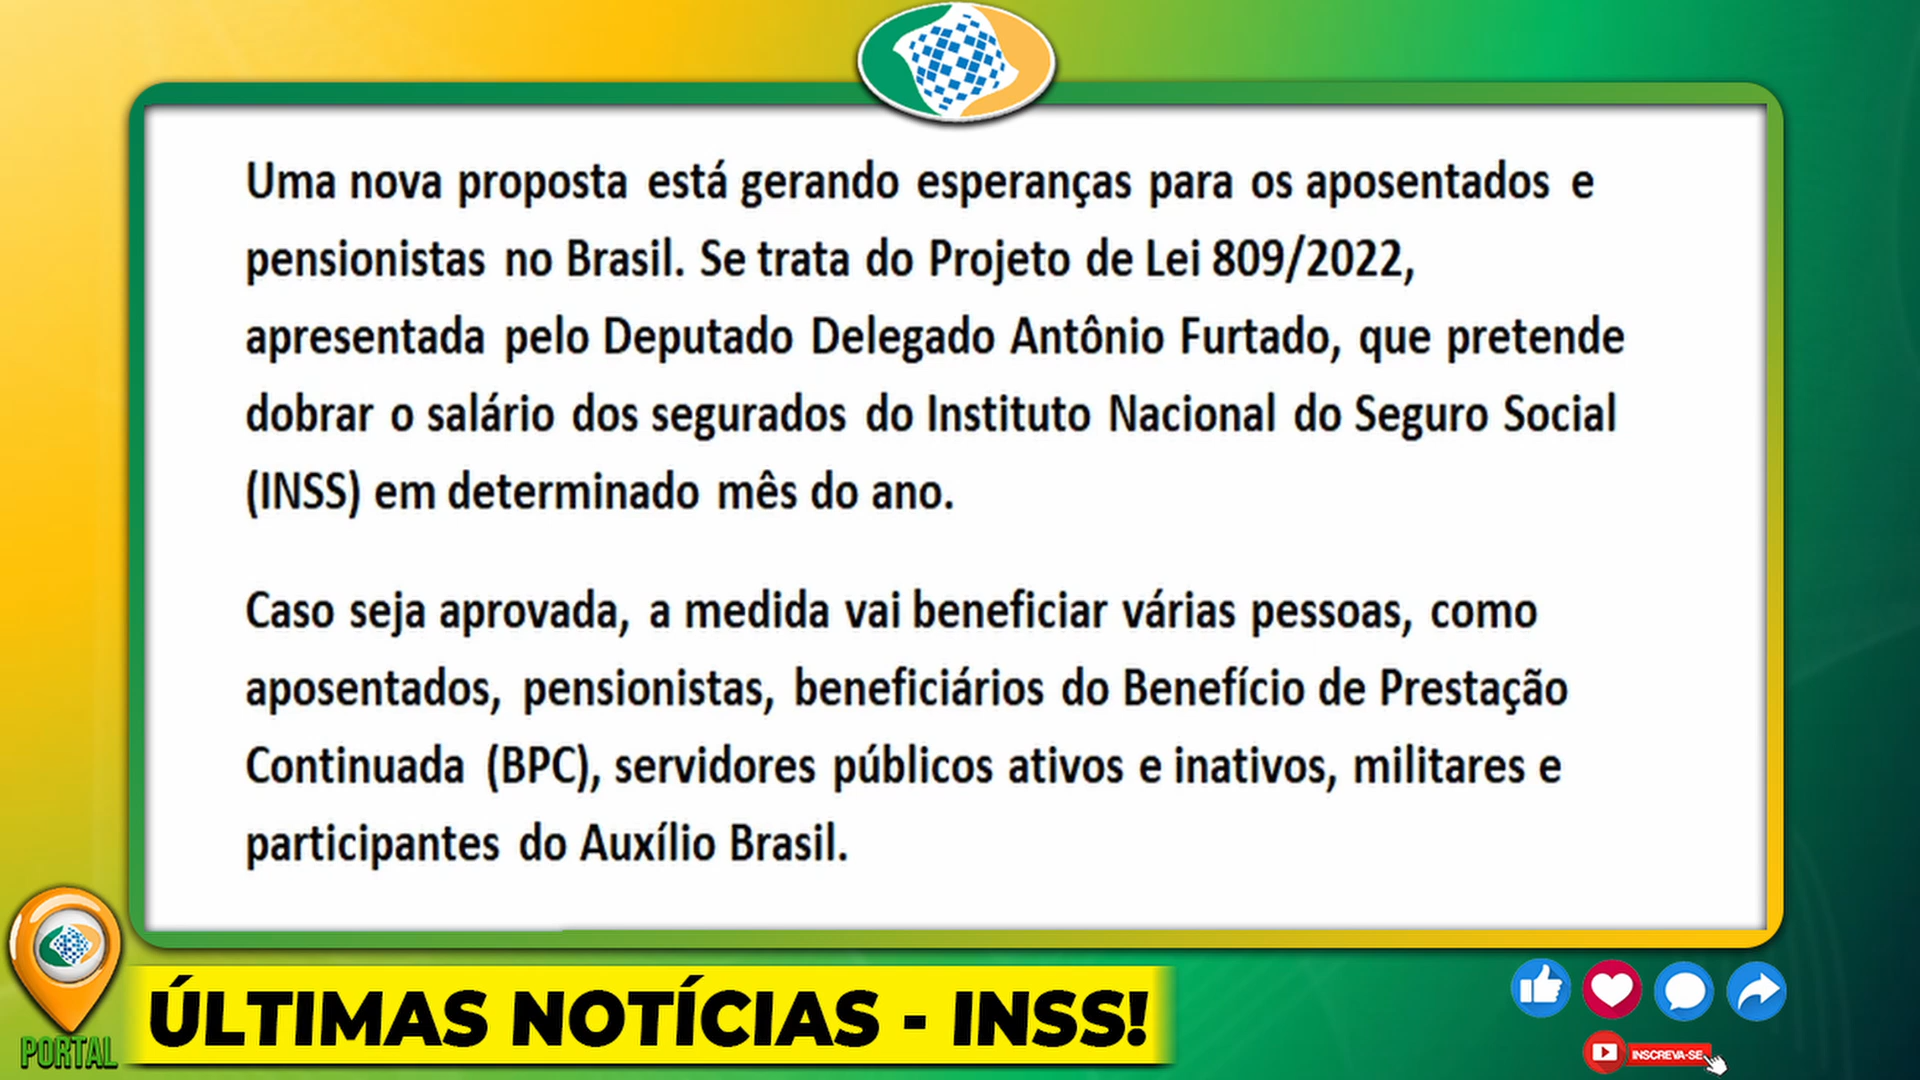 Uma nova proposta está gerando esperanças para os aposentados e
pensionistas no Brasil. Se trata do Projeto de Lei 809/2022,
apresentada pelo Deputado Delegado Antônio Furtado, que pretende
dobrar o salário dos segurados do Instituto Nacional do Seguro Social
(INSS) em determinado mês do ano.
Caso seja aprovada, a medida vai beneficiar várias pessoas, como
aposentados, pensionistas, beneficiários do Benefício de Prestação
Continuada (BPC), servidores públicos ativos e inativos, militares e
participantes do Auxílio Brasil.
PORTAL
ÚLTIMAS NOTÍCIAS - INSS!
INSCREVA-SE